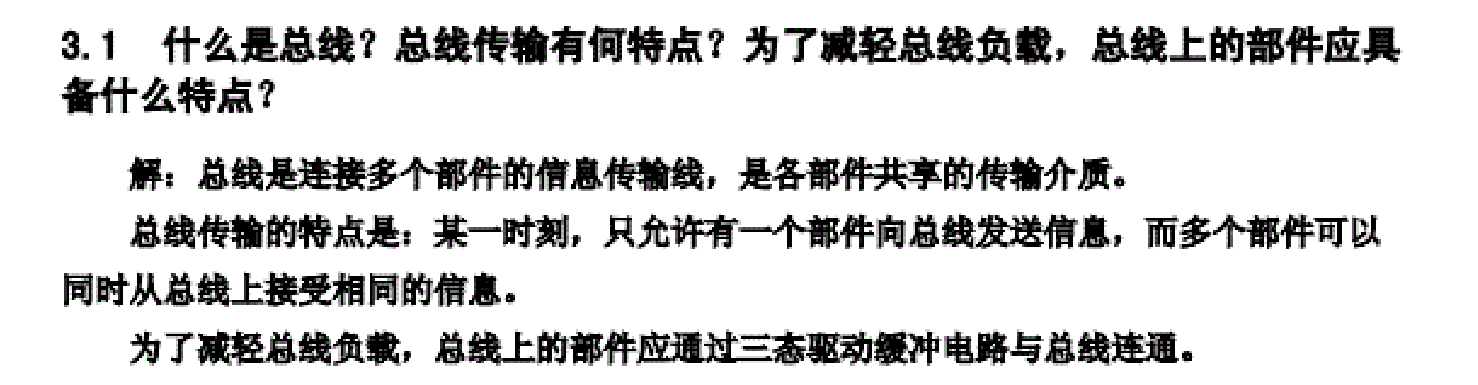 3.1 什么是总线？总线传输有何特点？为了减轻总线负载，总线上的部件应具
备什么特点？
解：总线是连接多个部件的信息传输线，是各部件共享的传输介质。
总线传输的特点是：某一时刻，只允许有一个部件向总线发送信息，而多个部件可以
同时从总线上接受相同的信息。
为了减轻总线负载，总线上的部件应通过三态驱动缓冲电路与总线连通。